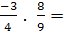 -3/4 . 8/9 =